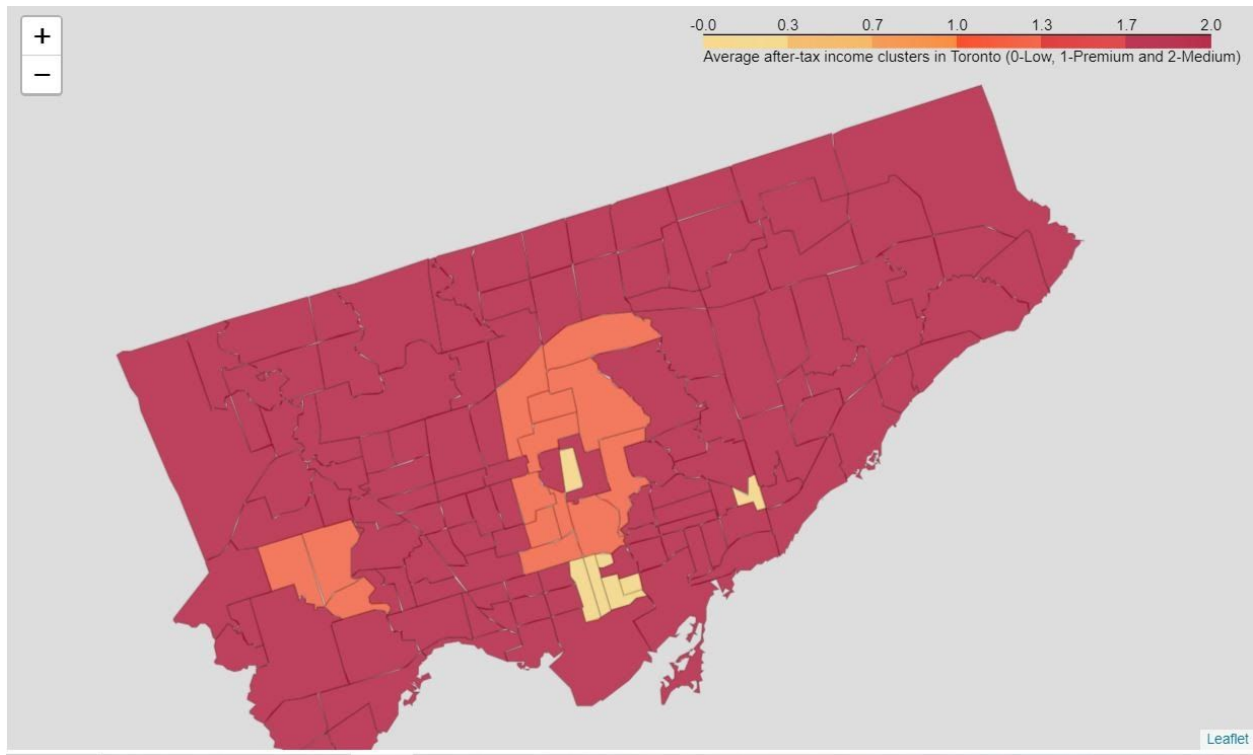 +
−
-0.0 0.3 0.7 1.0 1.3 1.7 2.0
Average after-tax income clusters in Toronto (0-Low, 1-Premium and 2-Medium)
Leaflet